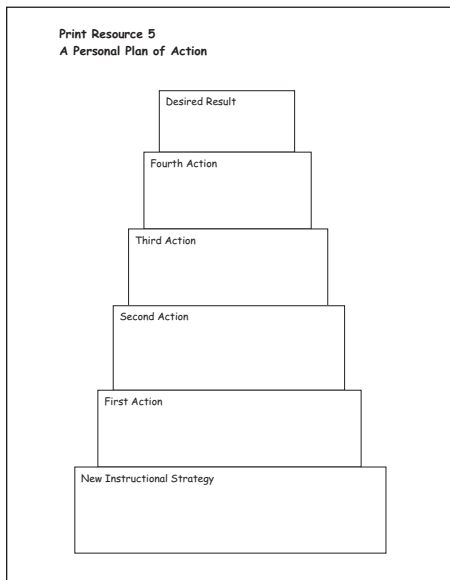 Print Resource 5
A Personal Plan of Action
Desired Result
Fourth Action
Third Action
Second Action
First Action
New Instructional Strategy